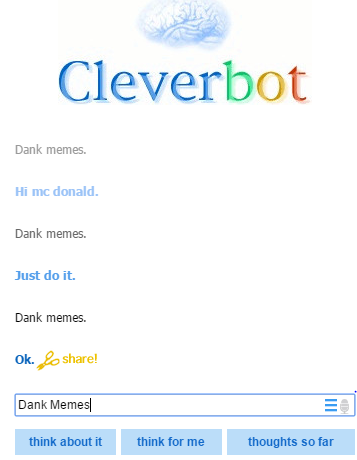 Cleverbot
Dank memes.
Hi mc donald.
Dank memes.
Just do it.
Dank memes.
Ok. share!
Dank Memes
think about it think for me thoughts so far